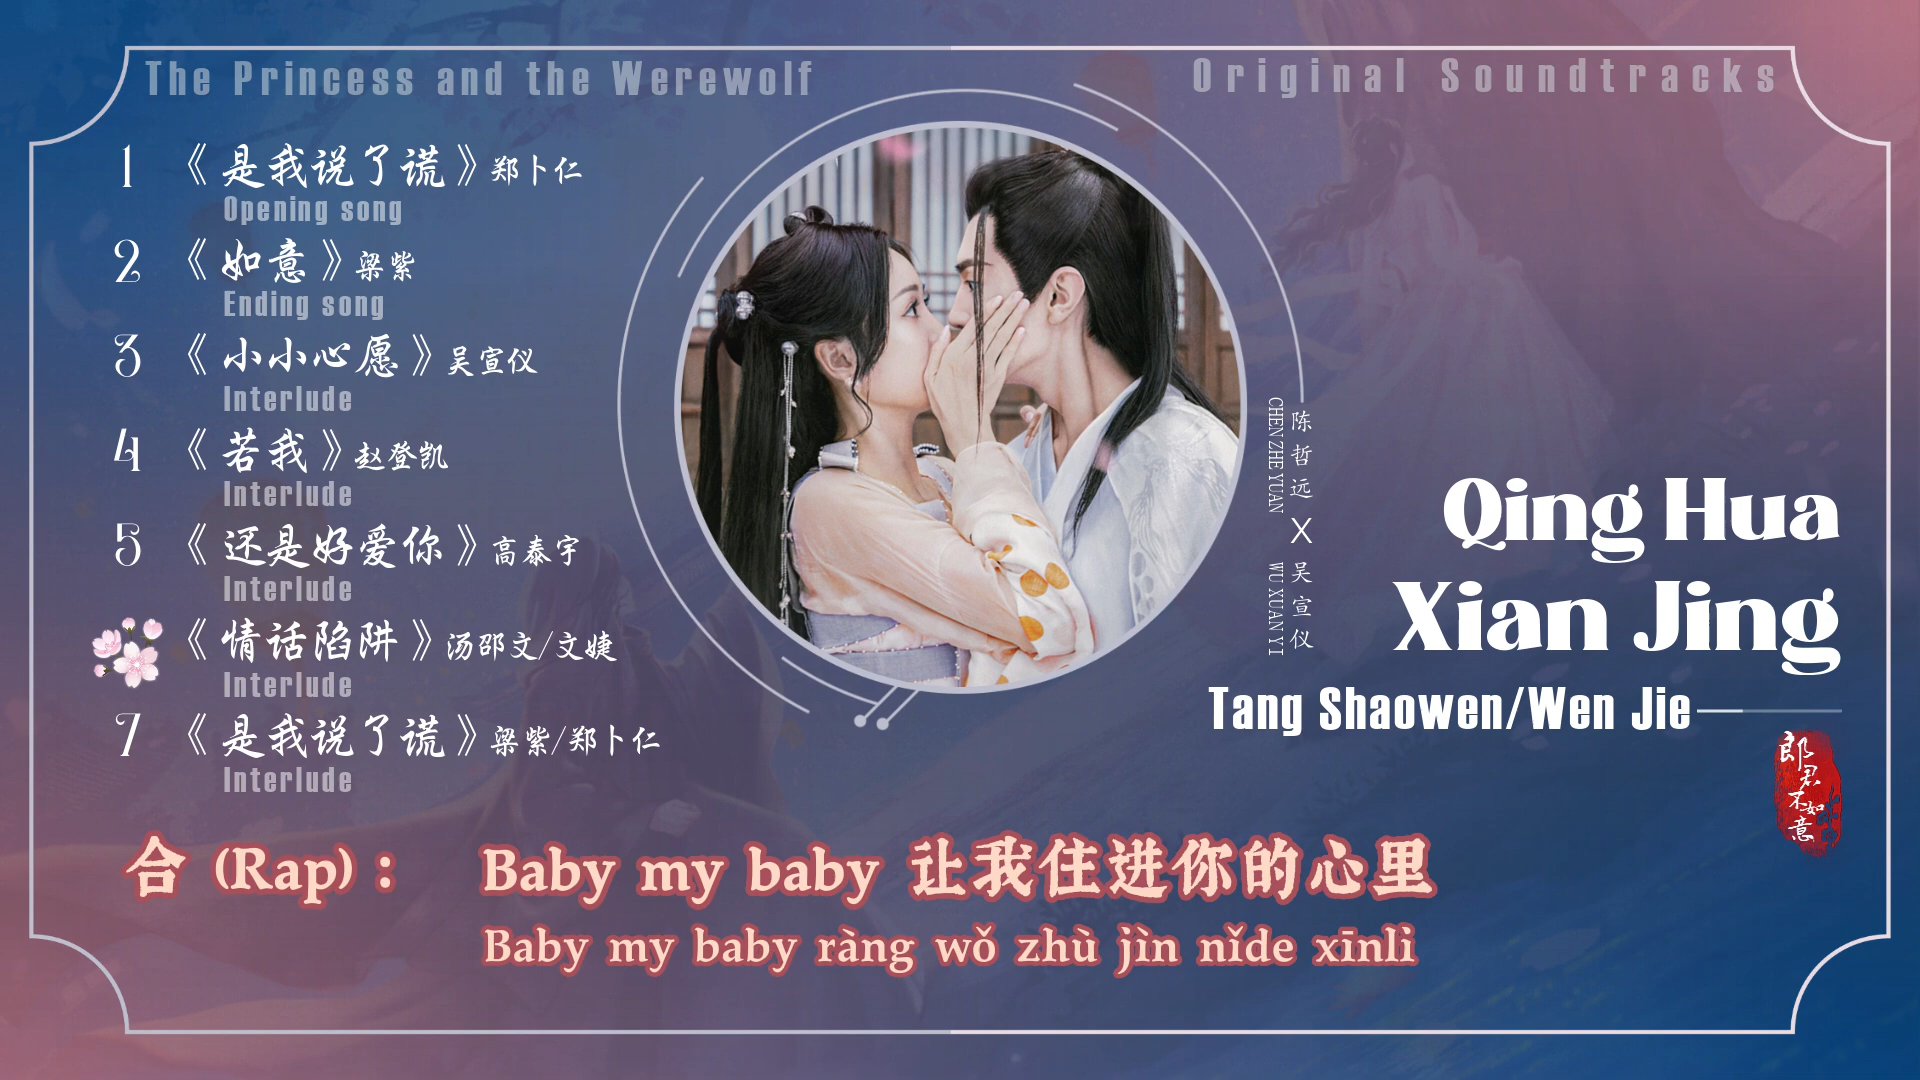 The Princess and the Werewolf
Original Soundtracks
1 《是我说了谎》郑卜仁
Opening song
2 《如意》梁紫
Ending song
3 《小小心愿》吴宣仪
Interlude
4 《若我》赵登凯
Interlude
5 《还是好爱你》高泰宇
Interlude
《情话陷阱》汤邵文/文婕
Interlude
7 《是我说了谎》梁紫/郑卜仁
Interlude
陈哲远 X 吴宣仪
CHEN ZHE YUAN WU XUAN YI
Qing Hua
Xian Jing
Tang Shaowen/Wen Jie
郎君不如意
合 (Rap) : Baby my baby 让我住进你的心里
Baby my baby ràng wǒ zhù jìn nǐde xīnli